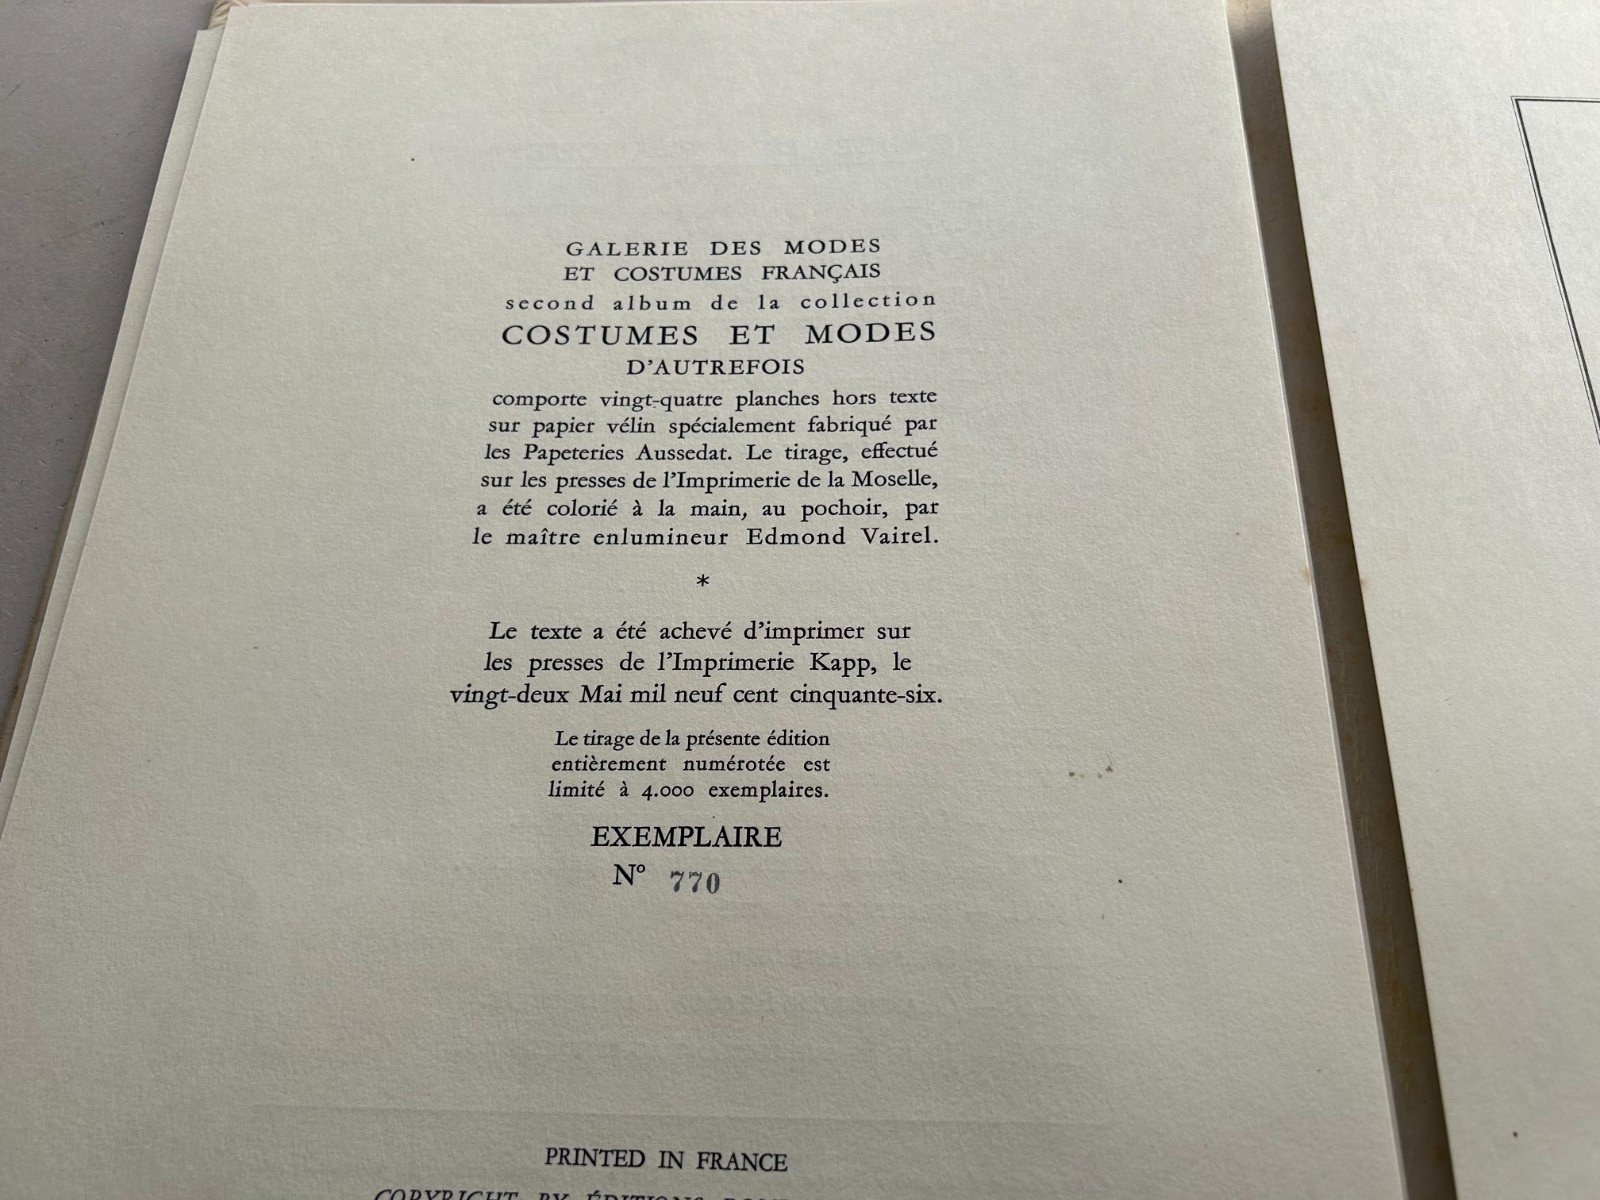 GALERIE DES MODES
ET COSTUMES FRANÇAIS
second album de la collection
COSTUMES ET MODES
D'AUTREFOIS
comporte vingt-quatre planches hors texte
sur papier vélin spécialement fabriqué par
les Papeteries Aussedat. Le tirage, effectué
sur les presses de l'Imprimerie de la Moselle,
a été colorié à la main, au pochoir, par
le maître enlumineur Edmond Vairel.
*
Le texte a été achevé d'imprimer sur
les presses de l'Imprimerie Kapp, le
vingt-deux Mai mil neuf cent cinquante-six.
Le tirage de la présente édition
entièrement numérotée est
limité à 4.000 exemplaires.
EXEMPLAIRE
N° 770
PRINTED IN FRANCE
COPYRIGHT BY ÉDITIONS